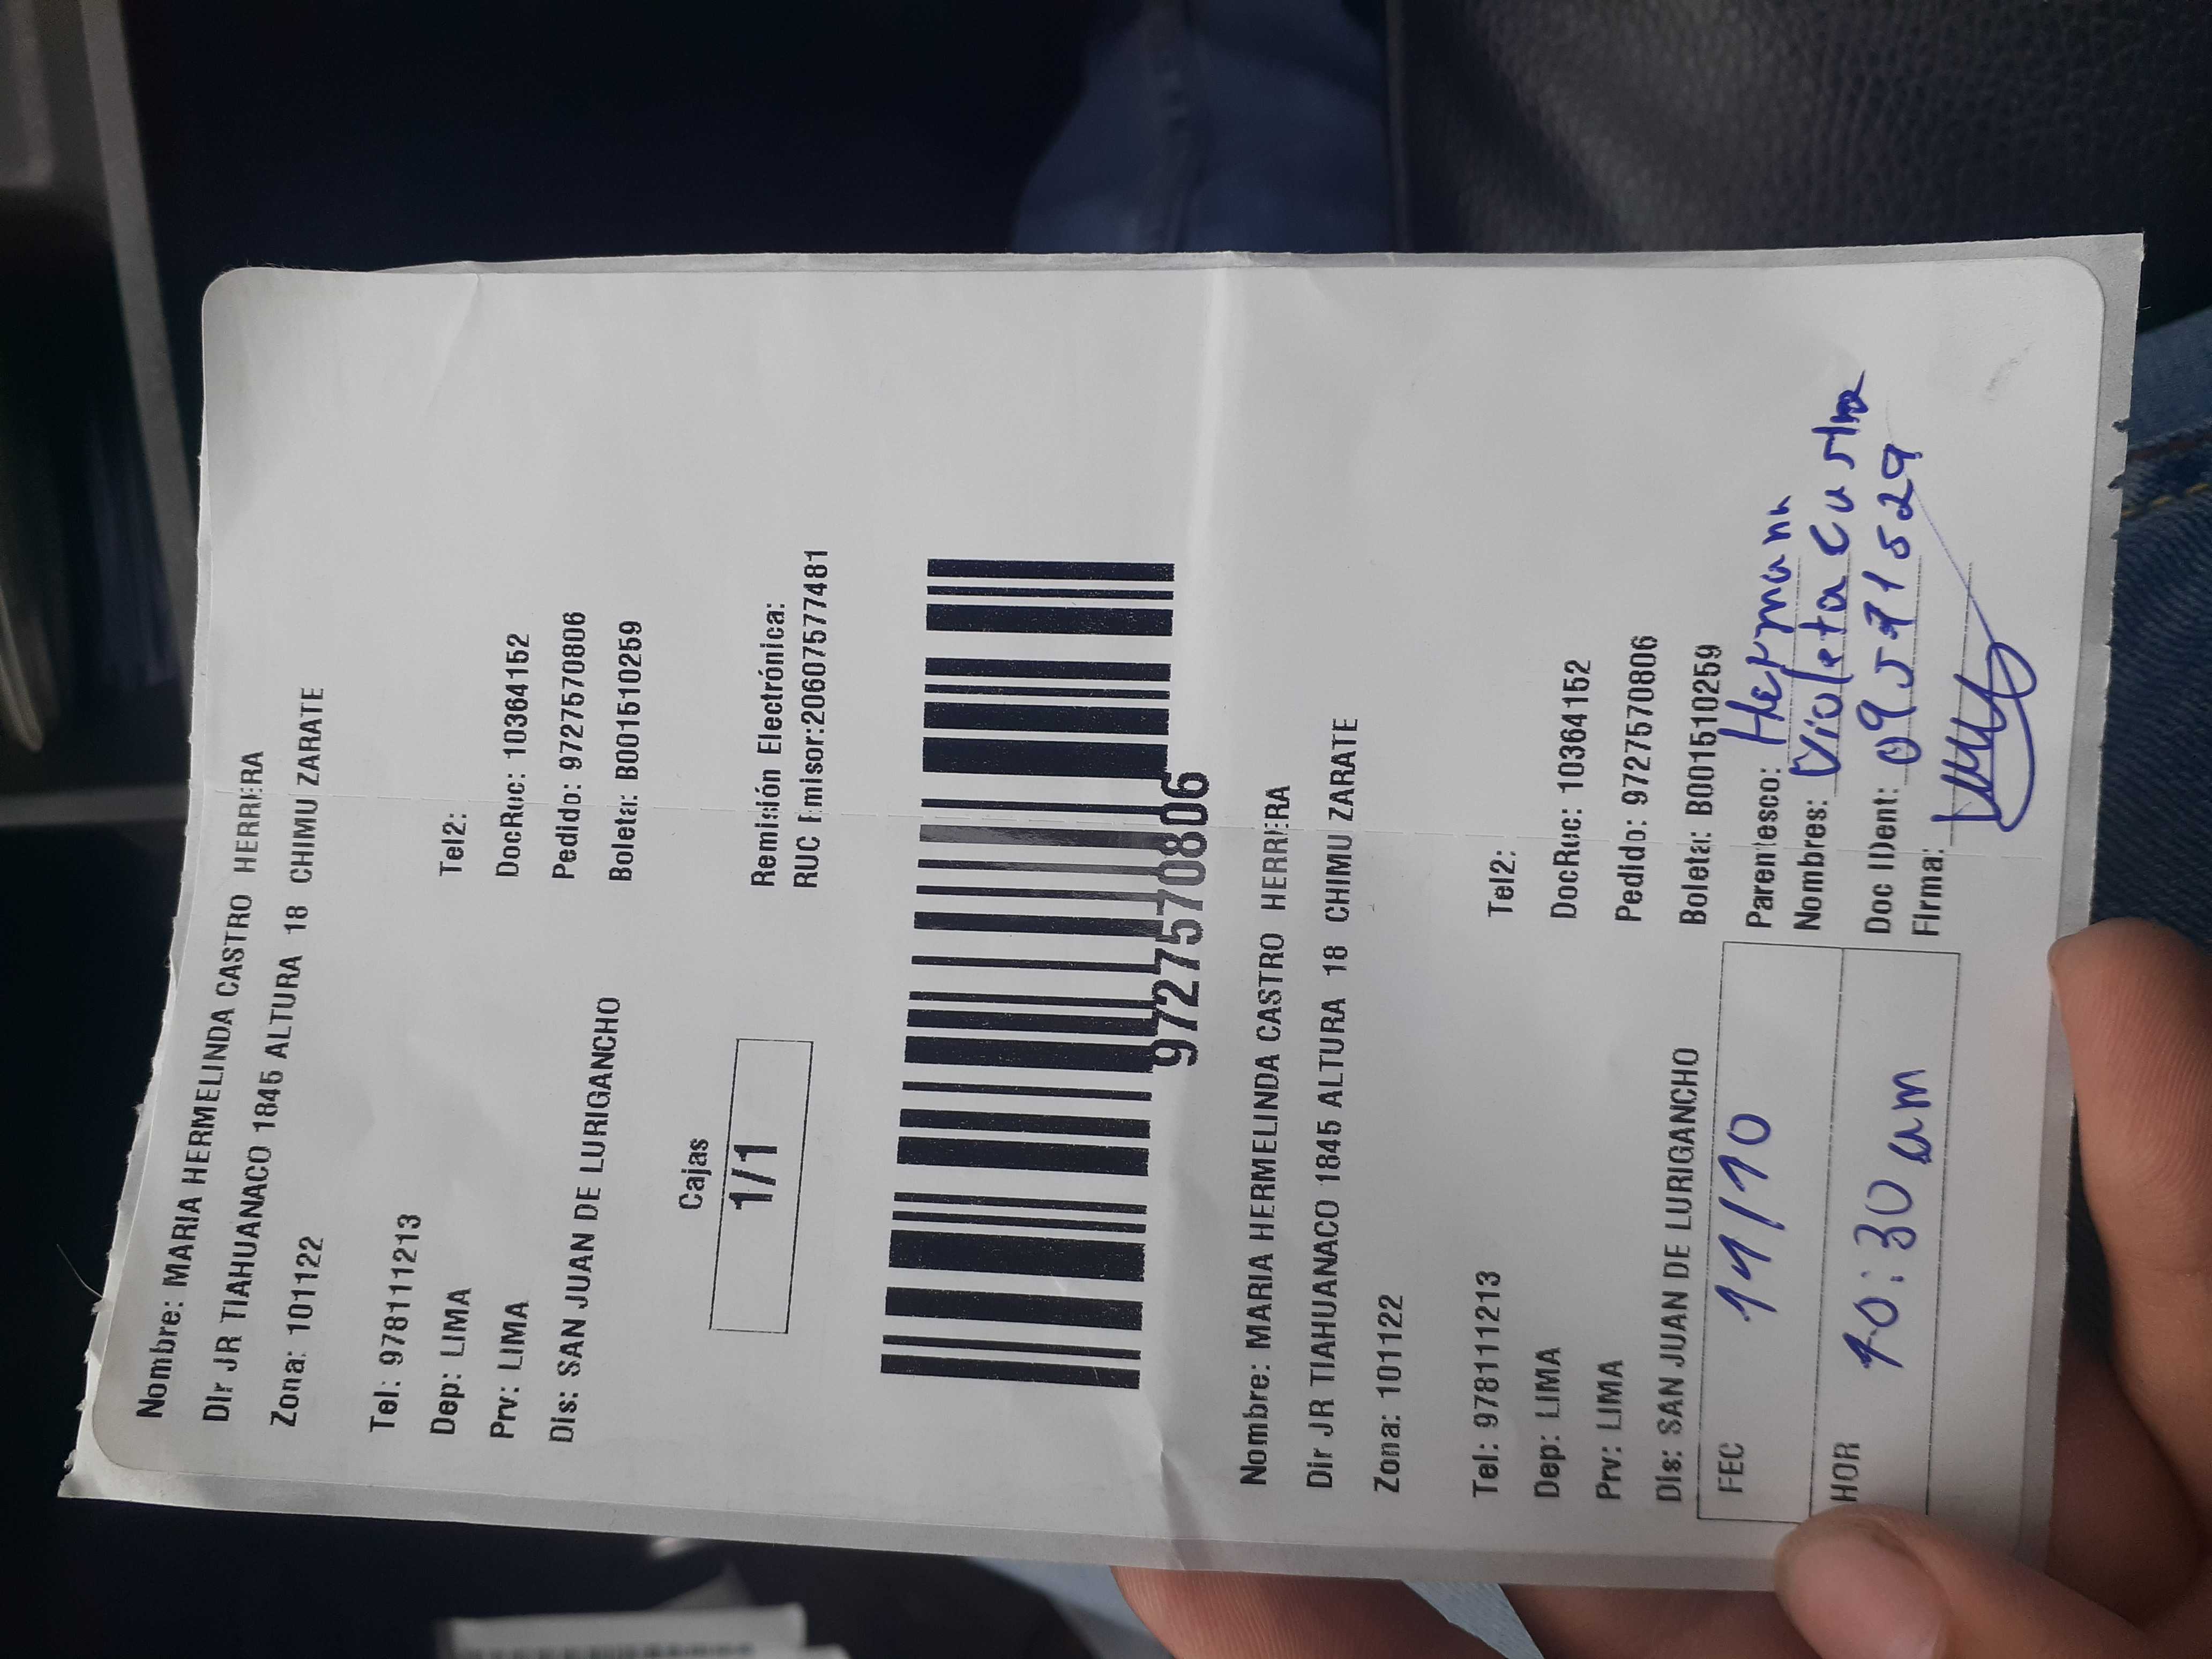 Nombre: MARIA HERMELINDA CASTRO HERRERA
Dir JR TIAHUANACO 1845 ALTURA 18 CHIMU ZARATE
Zona: 101122
Tel: 978111213
Tel2:
Dep: LIMA
DocRuc: 10364152
Prv: LIMA
Pedido: 9727570806
Dis: SAN JUAN DE LURIGANCHO
Boleta: B001510259
Cajas
1/1
Remisión Electrónica:
RUC Emisor:20607577481
9727570806
Nombre: MARIA HERMELINDA CASTRO HERRERA
Dir JR TIAHUANACO 1845 ALTURA 18 CHIMU ZARATE
Zona: 101122
Tel: 978111213
Tel2:
Dep: LIMA
DocRuc: 10364152
Prv: LIMA
Pedido: 9727570806
Dis: SAN JUAN DE LURIGANCHO
Boleta: B001510259
FEC 14/10
Parentesco: Hermana
Nombres: Violeta
HOR 10:30 am
Doc IDent:
Firma: